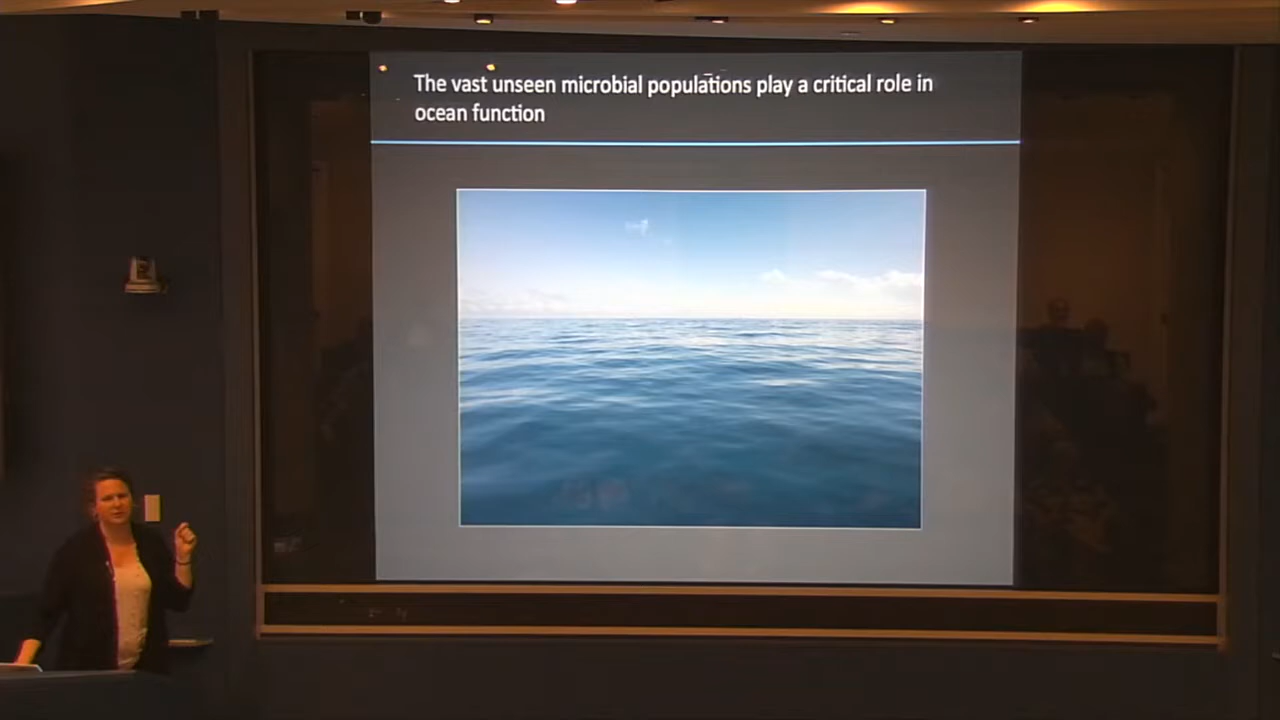 The vast unseen microbial populations play a critical role in
ocean function